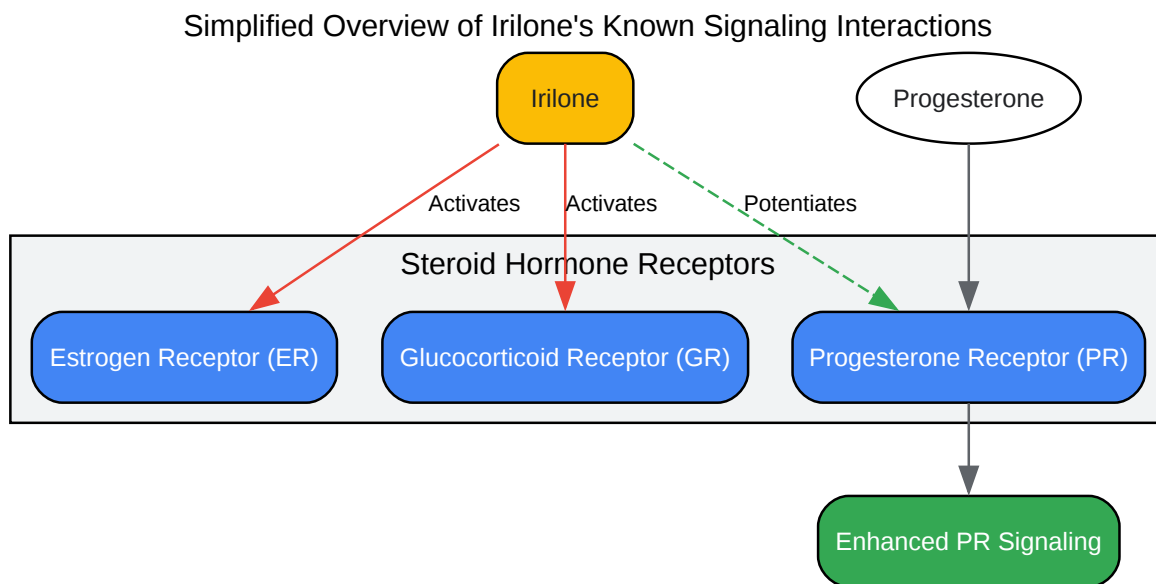 Simplified Overview of Irilone's Known Signaling Interactions
Irilone
Progesterone
Activates
Activates
Potentiates
Steroid Hormone Receptors
Estrogen Receptor (ER)
Glucocorticoid Receptor (GR)
Progesterone Receptor (PR)
Enhanced PR Signaling